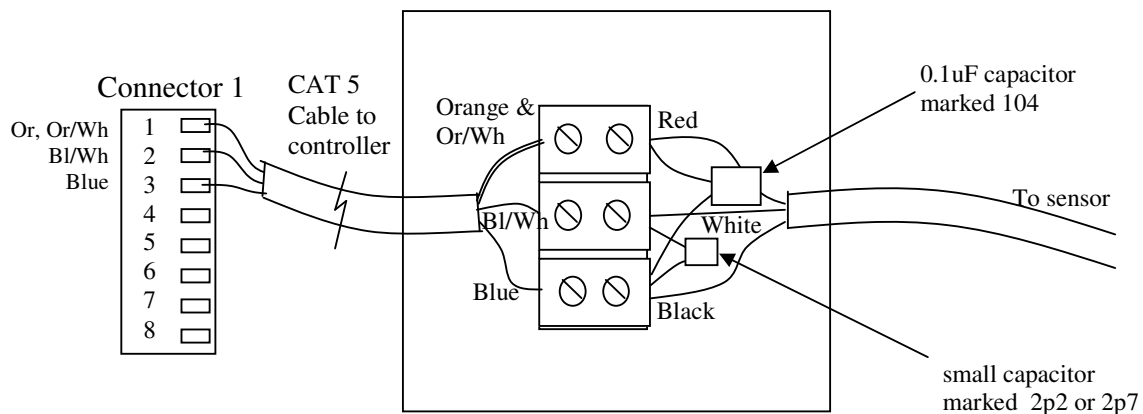 Connector 1
Or, Or/Wh
Bl/Wh
Blue
1
2
3
4
5
6
7
8
CAT 5
Cable to
controller
Orange &
Or/Wh
Bl/Wh
Blue
Red
White
Black
0.1uF capacitor
marked 104
To sensor
small capacitor
marked 2p2 or 2p7